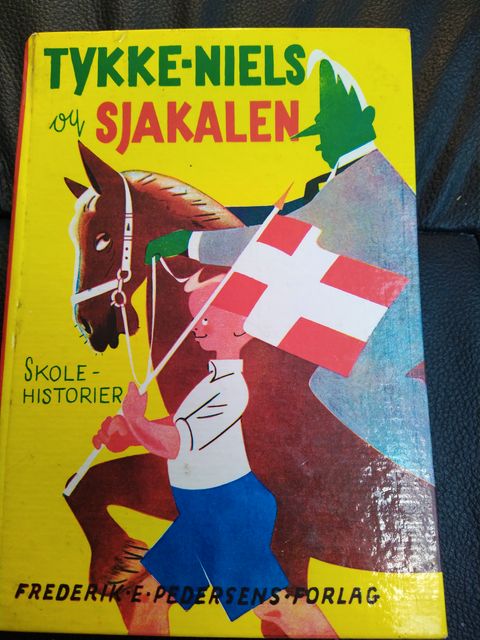 TYKKE-NIELS
og SJAKALEN
SKOLE-
HISTORIER
FREDERIK·E·PEDERSENS·FORLAG